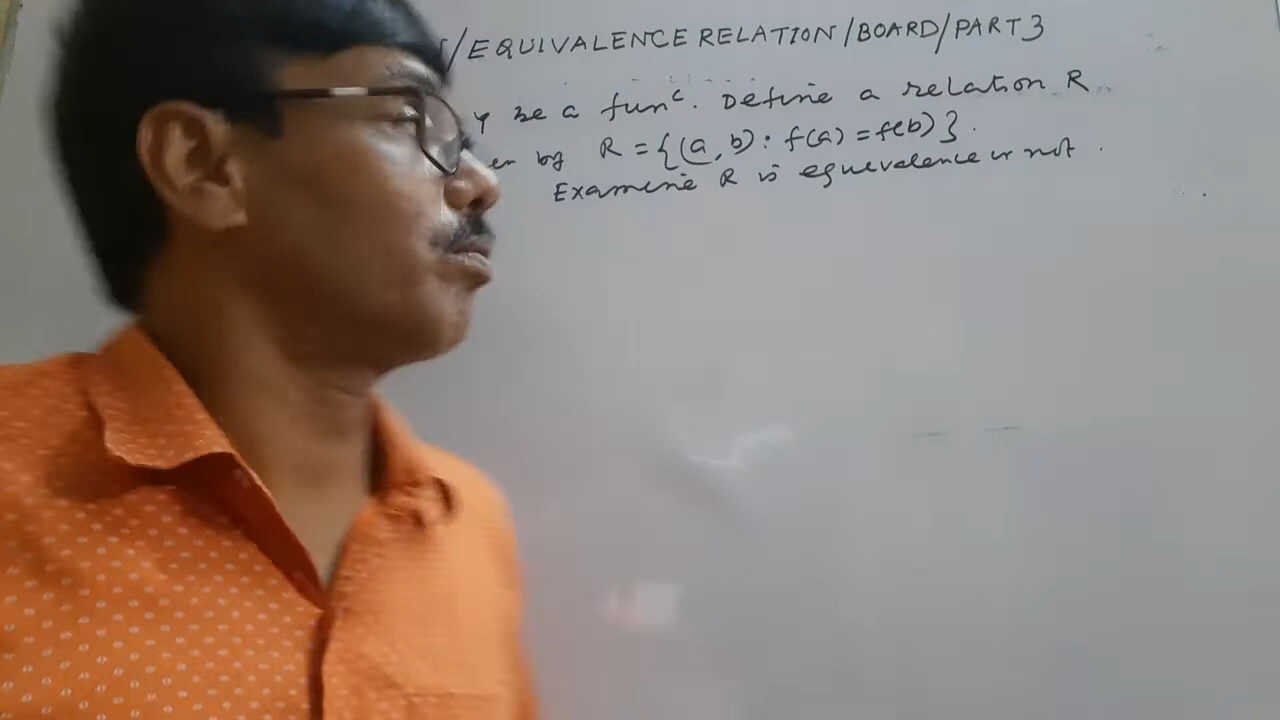 /EQUIVALENCE RELATION/BOARD/PART 3
Y be a funᶜ. Define a relation R
by R = {(a, b): f(a) = f(b)}.
Examine R is equivalence or not.